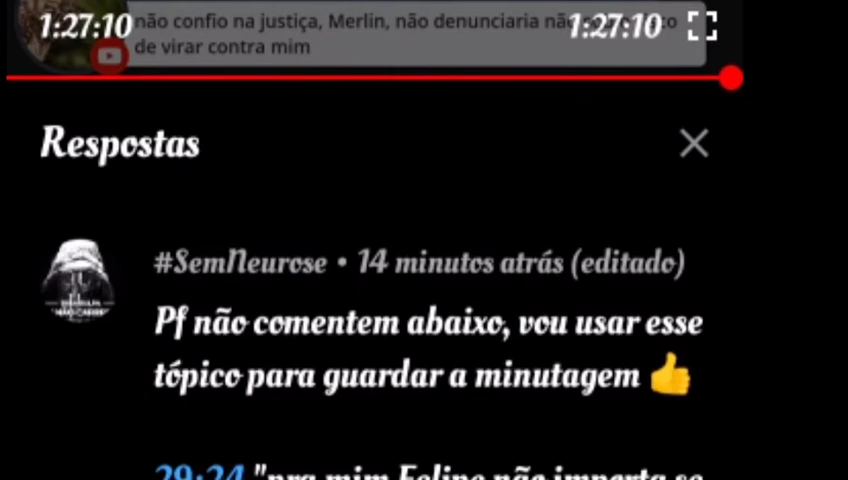 1:27:10 não confio na justiça, Merlin, não denunciaria 1:27:10
de virar contra mim
Respostas
#SemNeurose • 14 minutos atrás (editado)
Pf não comentem abaixo, vou usar esse
tópico para guardar a minutagem 👍
29:24 "pra mim Felipe não importa se